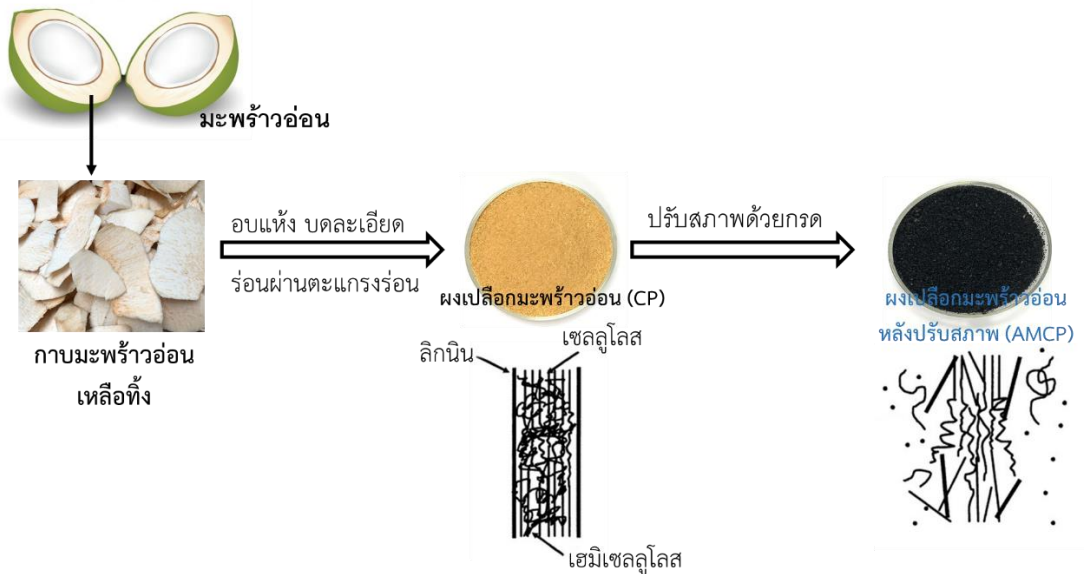 มะพร้าวอ่อน
กาบมะพร้าวอ่อน
เหลือทิ้ง
อบแห้ง บดละเอียด
ร่อนผ่านตะแกรงร่อน
ผงเปลือกมะพร้าวอ่อน (CP)
ลิกนิน
เซลลูโลส
เฮมิเซลลูโลส
ปรับสภาพด้วยกรด
ผงเปลือกมะพร้าวอ่อน
หลังปรับสภาพ (AMCP)